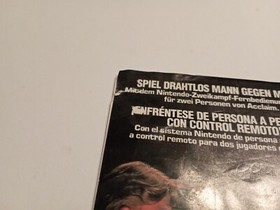 SPIEL DRAHTLOS MANN GEGEN M
Mit dem Nintendo-Zweikampf-Fernbedienun
für zwei Personen von Acclaim.
ENFRÉNTESE DE PERSONA A PE
CON CONTROL REMOTO
Con el sistema Nintendo de persona
a control remoto para dos jugadores